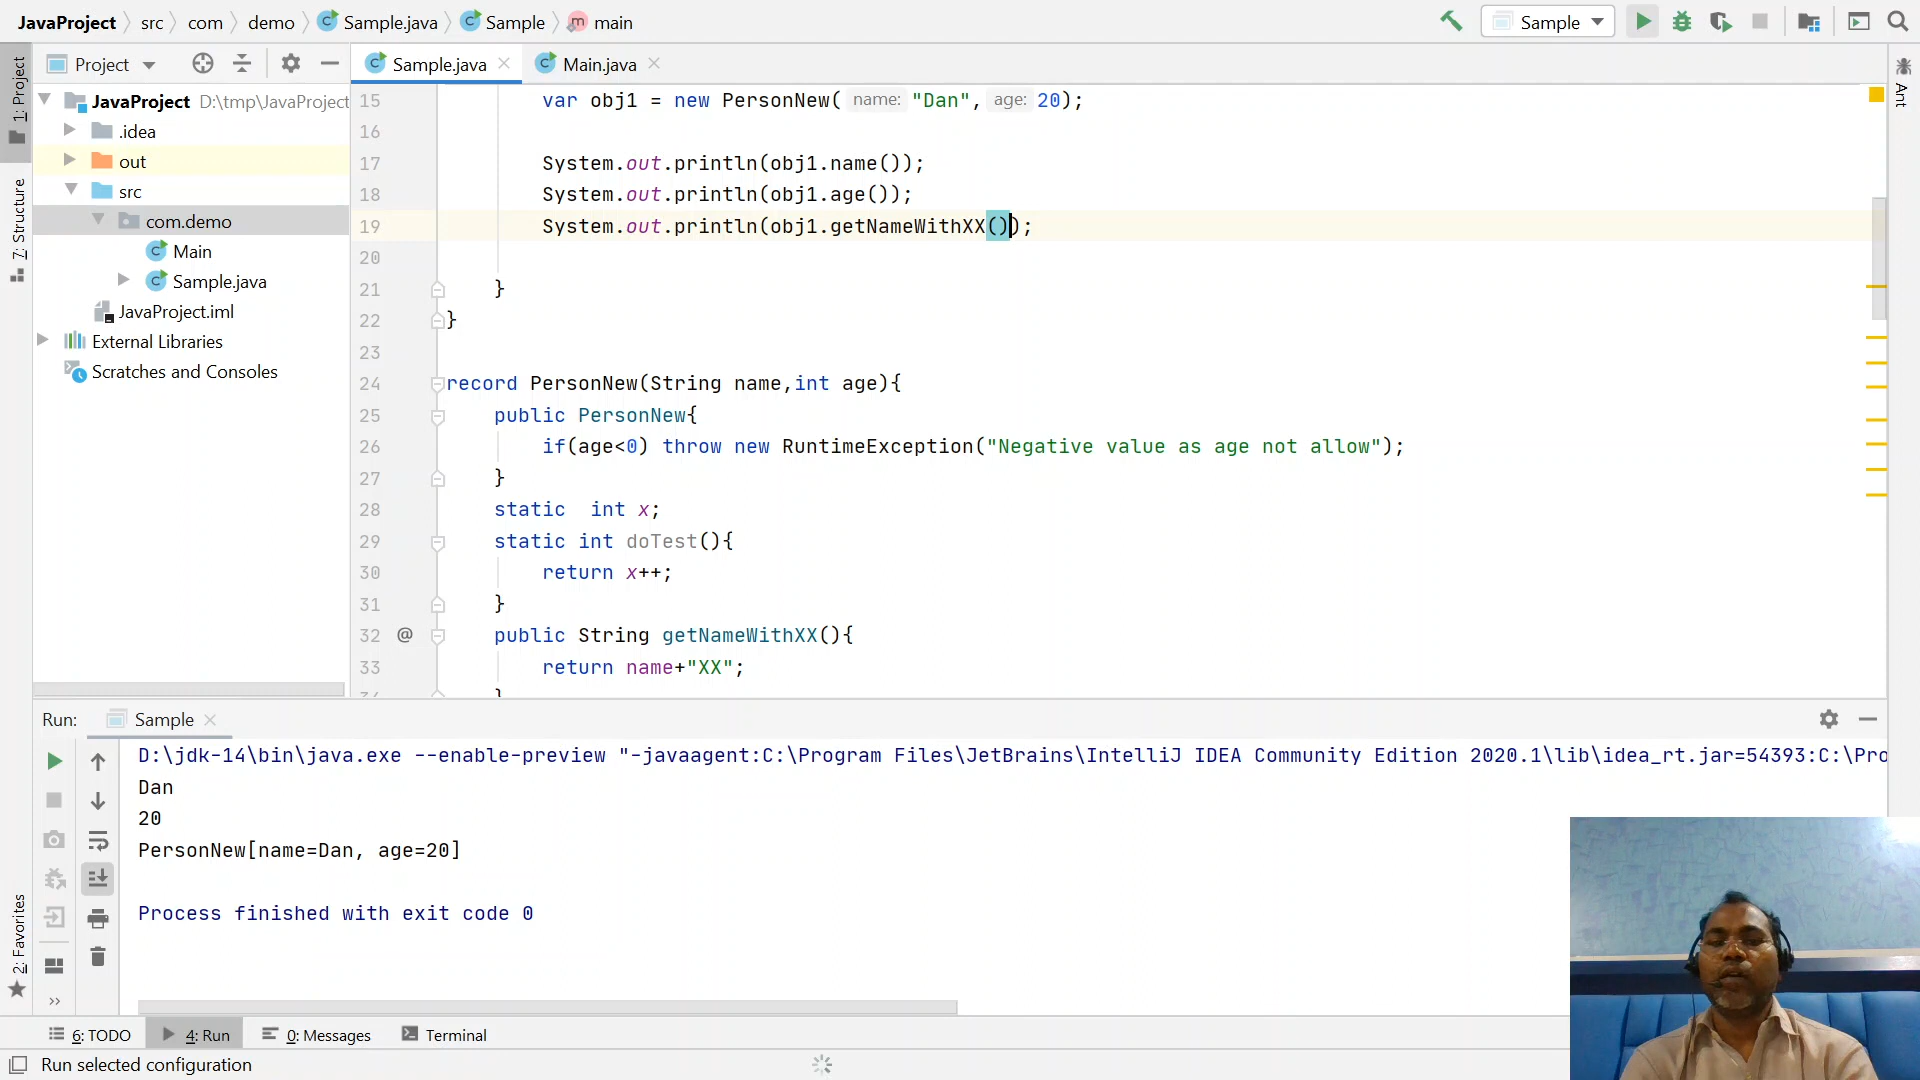 JavaProject src com demo Sample.java Sample main
Sample
1: Project
7: Structure
2: Favorites
Ant
Project
JavaProject D:\tmp\JavaProject
.idea
out
src
com.demo
Main
Sample.java
JavaProject.iml
External Libraries
Scratches and Consoles
Sample.java Main.java
15 var obj1 = new PersonNew( name: "Dan", age: 20);
16
17 System.out.println(obj1.name());
18 System.out.println(obj1.age());
19 System.out.println(obj1.getNameWithXX());
20
21 }
22 }
23
24 record PersonNew(String name,int age){
25 public PersonNew{
26 if(age<0) throw new RuntimeException("Negative value as age not allow");
27 }
28 static int x;
29 static int doTest(){
30 return x++;
31 }
32 @ public String getNameWithXX(){
33 return name+"XX";
34 }
Run: Sample
D:\jdk-14\bin\java.exe --enable-preview "-javaagent:C:\Program Files\JetBrains\IntelliJ IDEA Community Edition 2020.1\lib\idea_rt.jar=54393:C:\Pro
Dan
20
PersonNew[name=Dan, age=20]
Process finished with exit code 0
6: TODO 4: Run 0: Messages Terminal
Run selected configuration